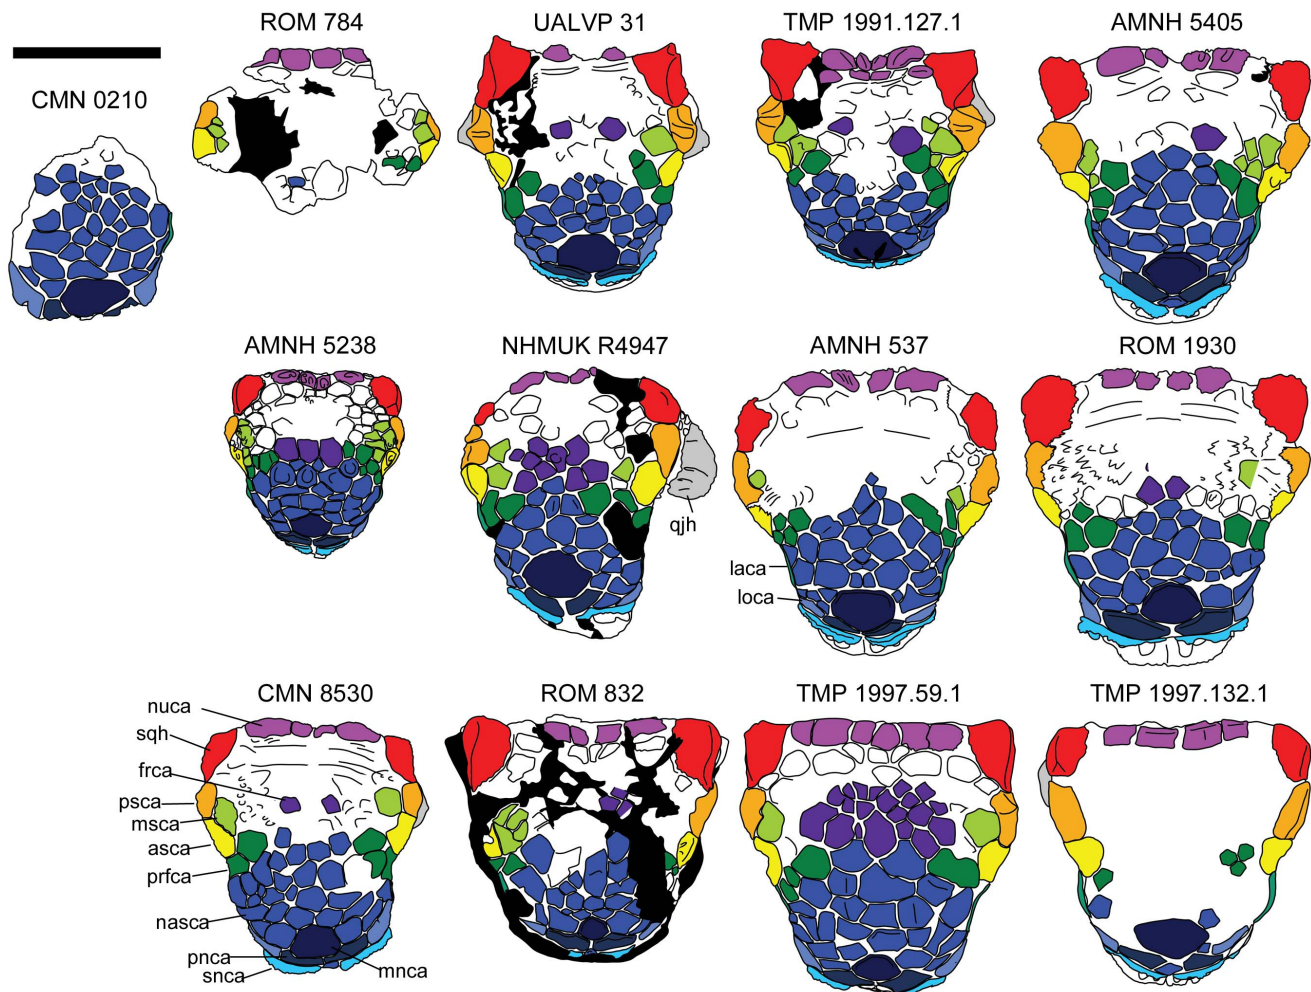 ROM 784
UALVP 31
TMP 1991.127.1
AMNH 5405
CMN 0210
AMNH 5238
NHMUK R4947
AMNH 537
ROM 1930
qjh
laca
loca
CMN 8530
ROM 832
TMP 1997.59.1
TMP 1997.132.1
nuca
sqh
frca
psca
msca
asca
prfca
nasca
pnca
snca
mnca